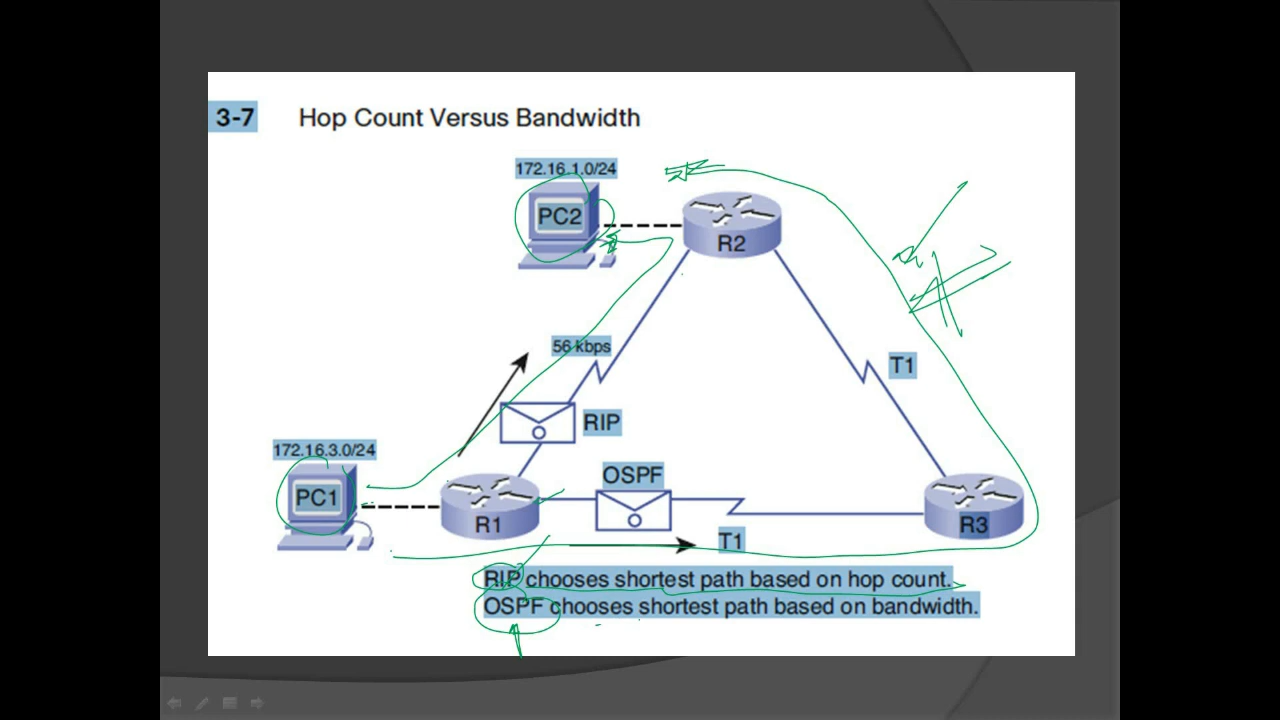 3-7 Hop Count Versus Bandwidth
172.16.1.0/24
PC2
R2
56 kbps
T1
RIP
172.16.3.0/24
OSPF
PC1
R1
R3
T1
RIP chooses shortest path based on hop count.
OSPF chooses shortest path based on bandwidth.